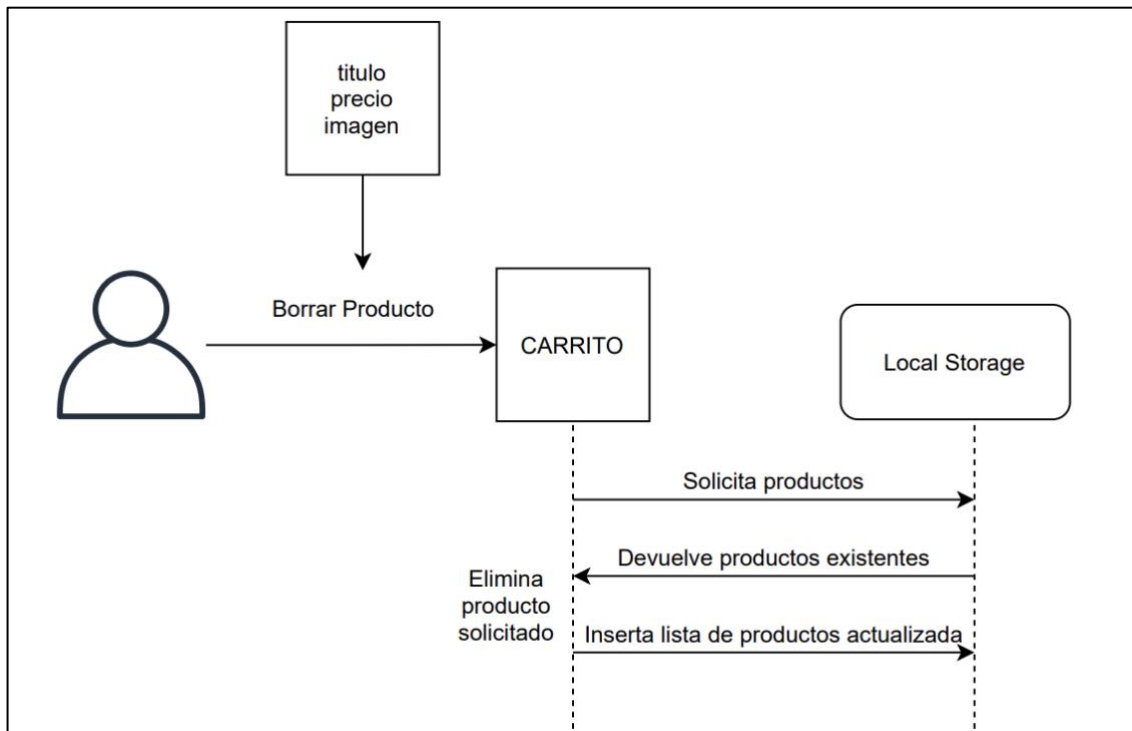 titulo
precio
imagen
Borrar Producto
CARRITO
Local Storage
Solicita productos
Devuelve productos existentes
Elimina
producto
solicitado
Inserta lista de productos actualizada